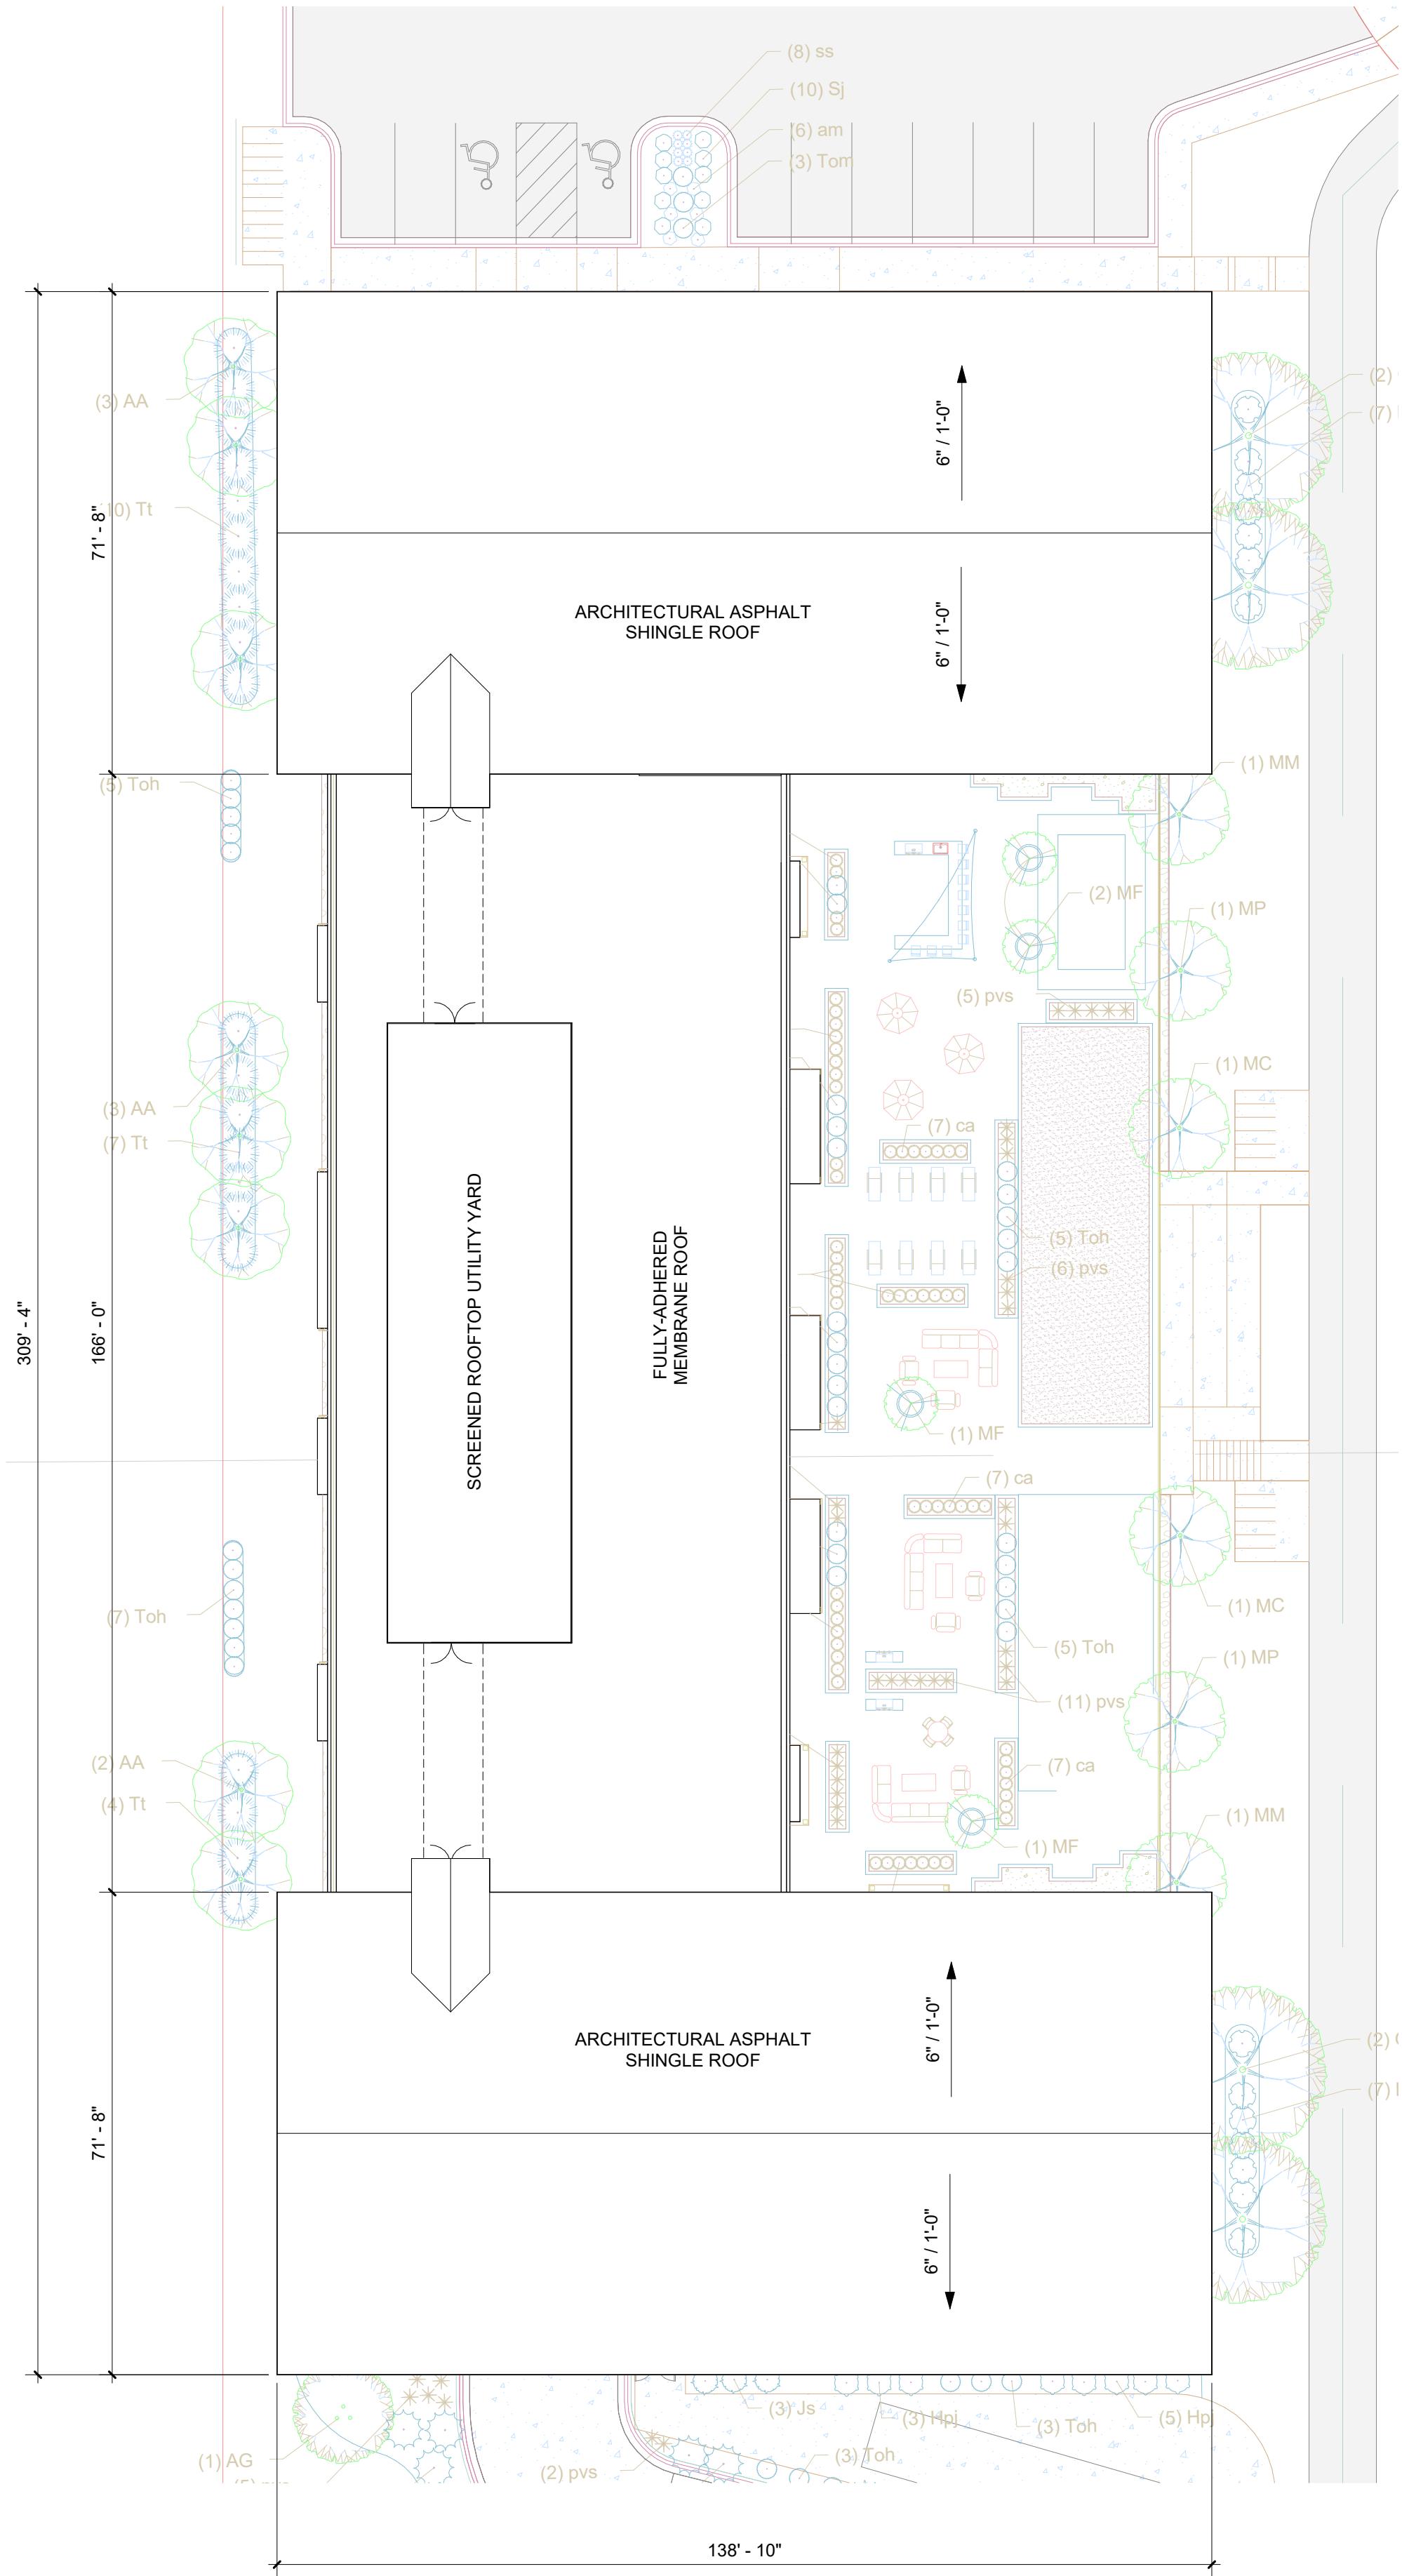 (8) ss
(10) Sj
(6) am
(3) Tom
(2)
(3) AA
(7)
6" / 1'-0"
10) Tt
71' - 8"
ARCHITECTURAL ASPHALT
SHINGLE ROOF
6" / 1'-0"
(1) MM
(5) Toh
(2) MF
(1) MP
(5) pvs
(1) MC
(3) AA
(7) ca
(7) Tt
SCREENED ROOFTOP UTILITY YARD
FULLY-ADHERED
MEMBRANE ROOF
(5) Toh
(6) pvs
309' - 4"
166' - 0"
(1) MF
(7) ca
(7) Toh
(1) MC
(5) Toh
(1) MP
(11) pvs
(2) AA
(7) ca
(4) Tt
(1) MM
(1) MF
6" / 1'-0"
ARCHITECTURAL ASPHALT
SHINGLE ROOF
(2)
(7)
71' - 8"
6" / 1'-0"
(3) Js
(3) Hpj
(3) Toh
(5) Hpj
(1) AG
(3) Toh
(2) pvs
138' - 10"